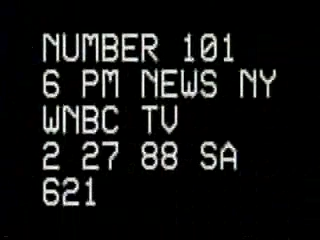 NUMBER 101
6 PM NEWS NY
WNBC TV
2 27 88 SA
621